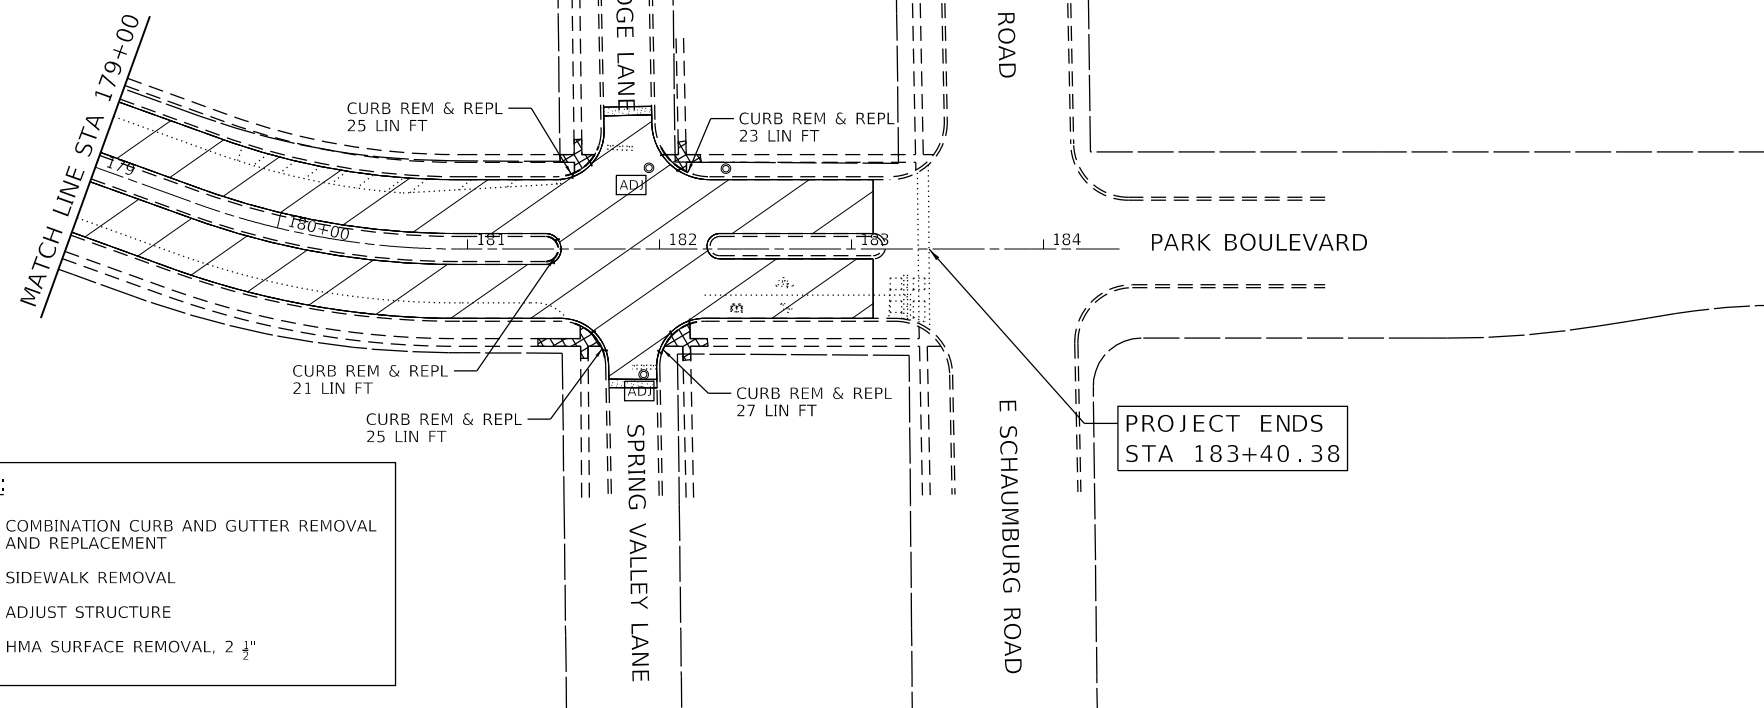 MATCH LINE STA 179+00
DGE LANE
ROAD
CURB REM & REPL
25 LIN FT
CURB REM & REPL
23 LIN FT
ADJ
179
180+00
181
182
183
184
PARK BOULEVARD
CURB REM & REPL
21 LIN FT
CURB REM & REPL
25 LIN FT
ADJ
CURB REM & REPL
27 LIN FT
PROJECT ENDS
STA 183+40.38
SPRING VALLEY LANE
E SCHAUMBURG ROAD
COMBINATION CURB AND GUTTER REMOVAL
AND REPLACEMENT
SIDEWALK REMOVAL
ADJUST STRUCTURE
HMA SURFACE REMOVAL, 2 1/2"